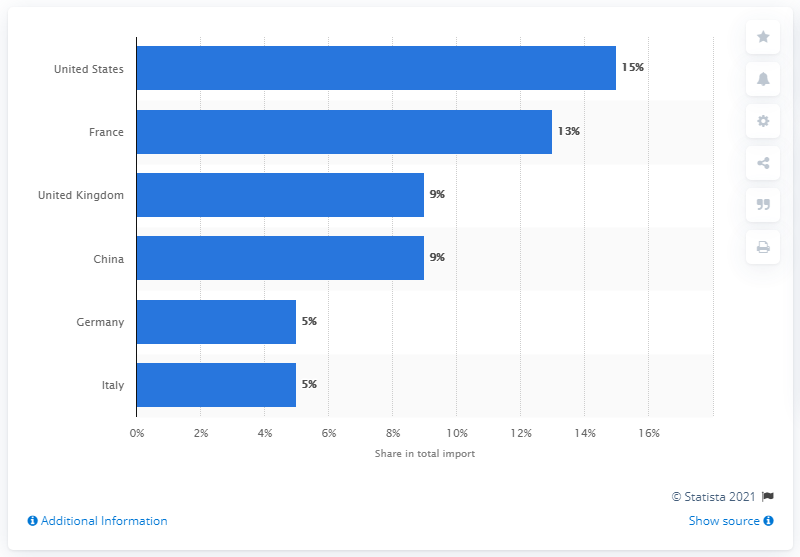 United States
15%
France
13%
United Kingdom
9%
China
9%
Germany
5%
Italy
5%
0% 2% 4% 6% 8% 10% 12% 14% 16%
Share in total import
© Statista 2021
Additional Information
Show source